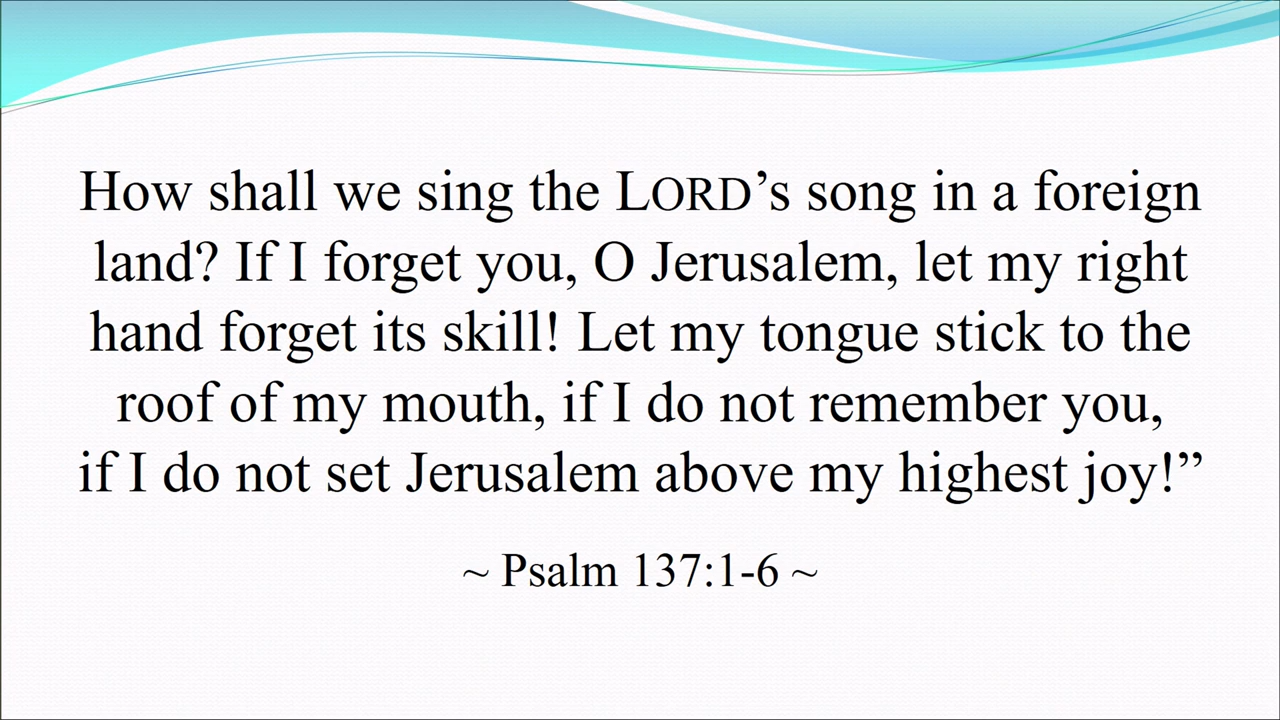 How shall we sing the LORD’s song in a foreign
land? If I forget you, O Jerusalem, let my right
hand forget its skill! Let my tongue stick to the
roof of my mouth, if I do not remember you,
if I do not set Jerusalem above my highest joy!”
~ Psalm 137:1-6 ~